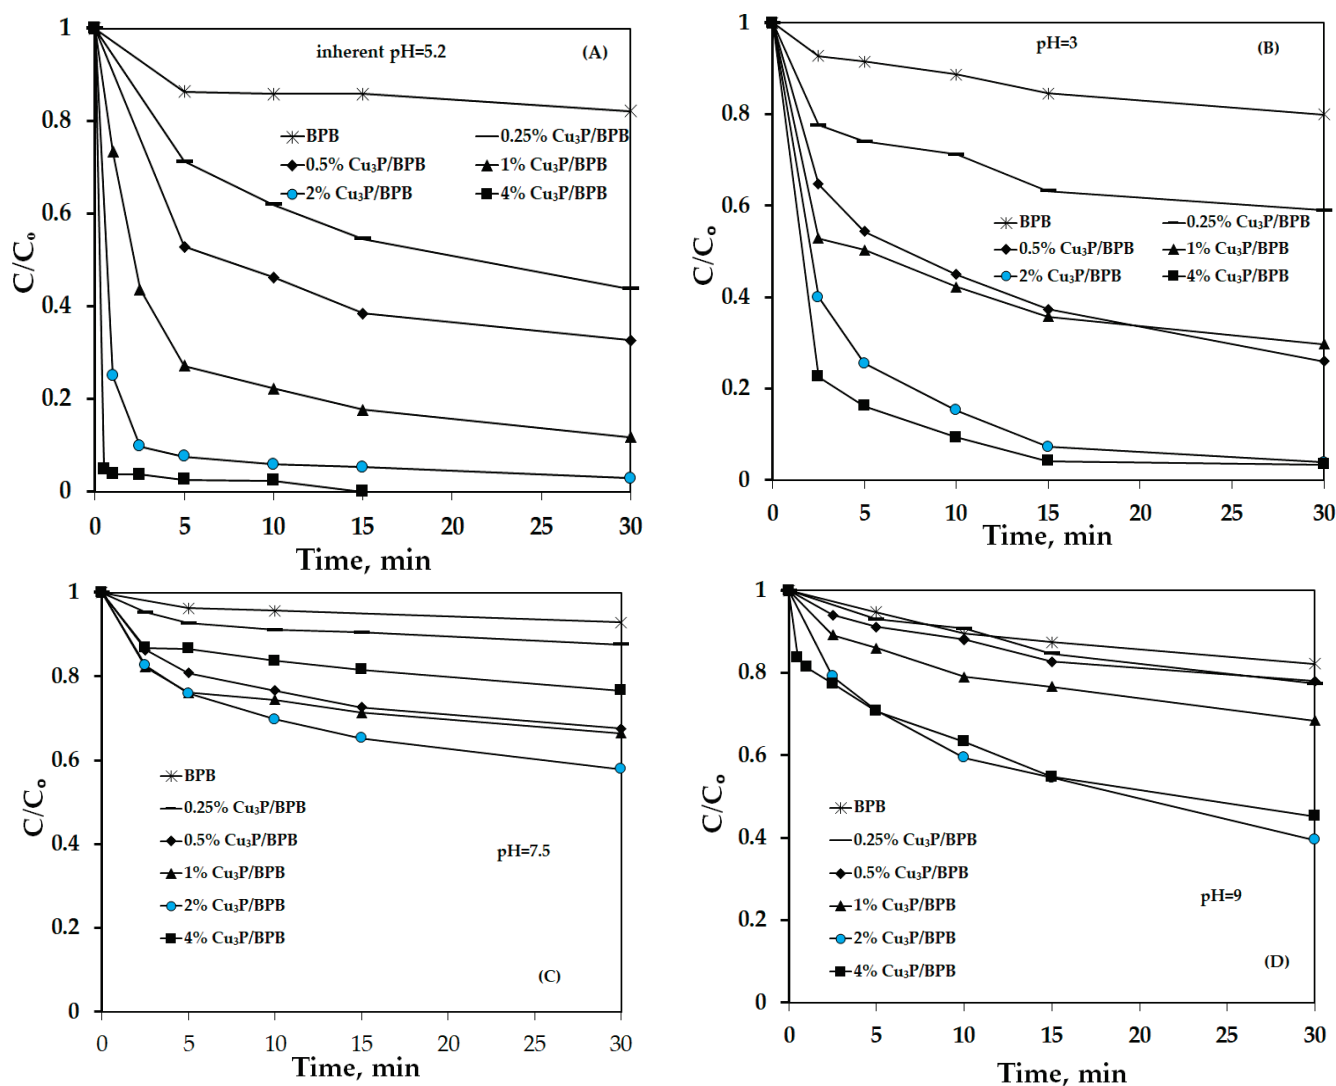 1
inherent pH=5.2
(A)
0.8
BPB
0.25% Cu₃P/BPB
0.5% Cu₃P/BPB
1% Cu₃P/BPB
2% Cu₃P/BPB
4% Cu₃P/BPB
0.6
C/Cₒ
0.4
0.2
0
0 5 10 15 20 25 30
Time, min
1
pH=3
(B)
0.8
0.6
BPB
0.25% Cu₃P/BPB
0.5% Cu₃P/BPB
1% Cu₃P/BPB
2% Cu₃P/BPB
4% Cu₃P/BPB
C/Cₒ
0.4
0.2
0
0 5 10 15 20 25 30
Time, min
1
0.8
0.6
C/Cₒ
BPB
0.25% Cu₃P/BPB
0.5% Cu₃P/BPB
1% Cu₃P/BPB
2% Cu₃P/BPB
4% Cu₃P/BPB
pH=7.5
0.4
0.2
(C)
0
0 5 10 15 20 25 30
Time, min
1
0.8
0.6
C/Cₒ
BPB
0.25% Cu₃P/BPB
0.5% Cu₃P/BPB
1% Cu₃P/BPB
2% Cu₃P/BPB
4% Cu₃P/BPB
pH=9
0.4
0.2
(D)
0
0 5 10 15 20 25 30
Time, min